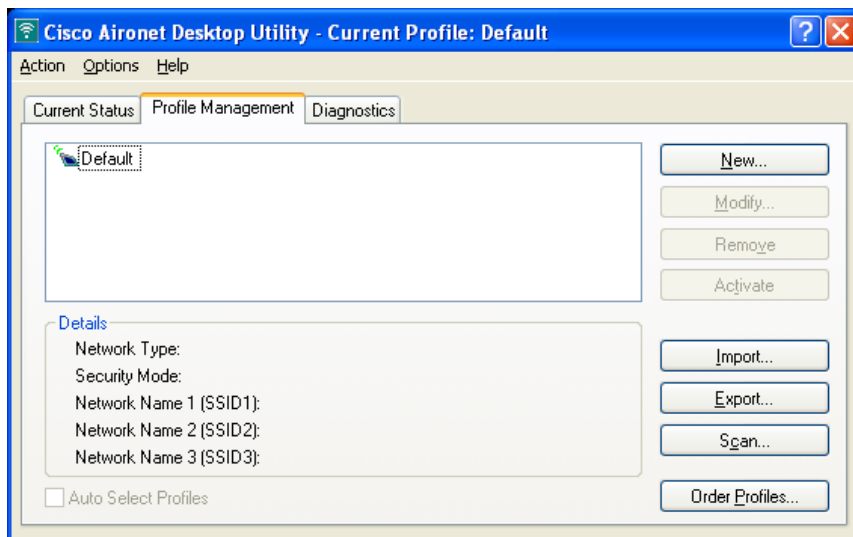 Cisco Aironet Desktop Utility - Current Profile: Default
?
Action Options Help
Current Status Profile Management Diagnostics
Default
New...
Modify...
Remove
Activate
Details
Network Type:
Security Mode:
Network Name 1 (SSID1):
Network Name 2 (SSID2):
Network Name 3 (SSID3):
Import...
Export...
Scan...
Auto Select Profiles
Order Profiles...